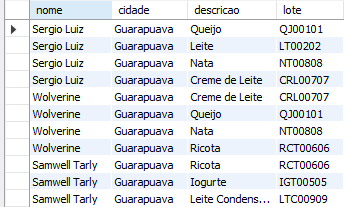 nome cidade descricao lote
Sergio Luiz Guarapuava Queijo QJ00101
Sergio Luiz Guarapuava Leite LT00202
Sergio Luiz Guarapuava Nata NT00808
Sergio Luiz Guarapuava Creme de Leite CRL00707
Wolverine Guarapuava Creme de Leite CRL00707
Wolverine Guarapuava Queijo QJ00101
Wolverine Guarapuava Nata NT00808
Wolverine Guarapuava Ricota RCT00606
Samwell Tarly Guarapuava Ricota RCT00606
Samwell Tarly Guarapuava Iogurte IGT00505
Samwell Tarly Guarapuava Leite Condens... LTC00909